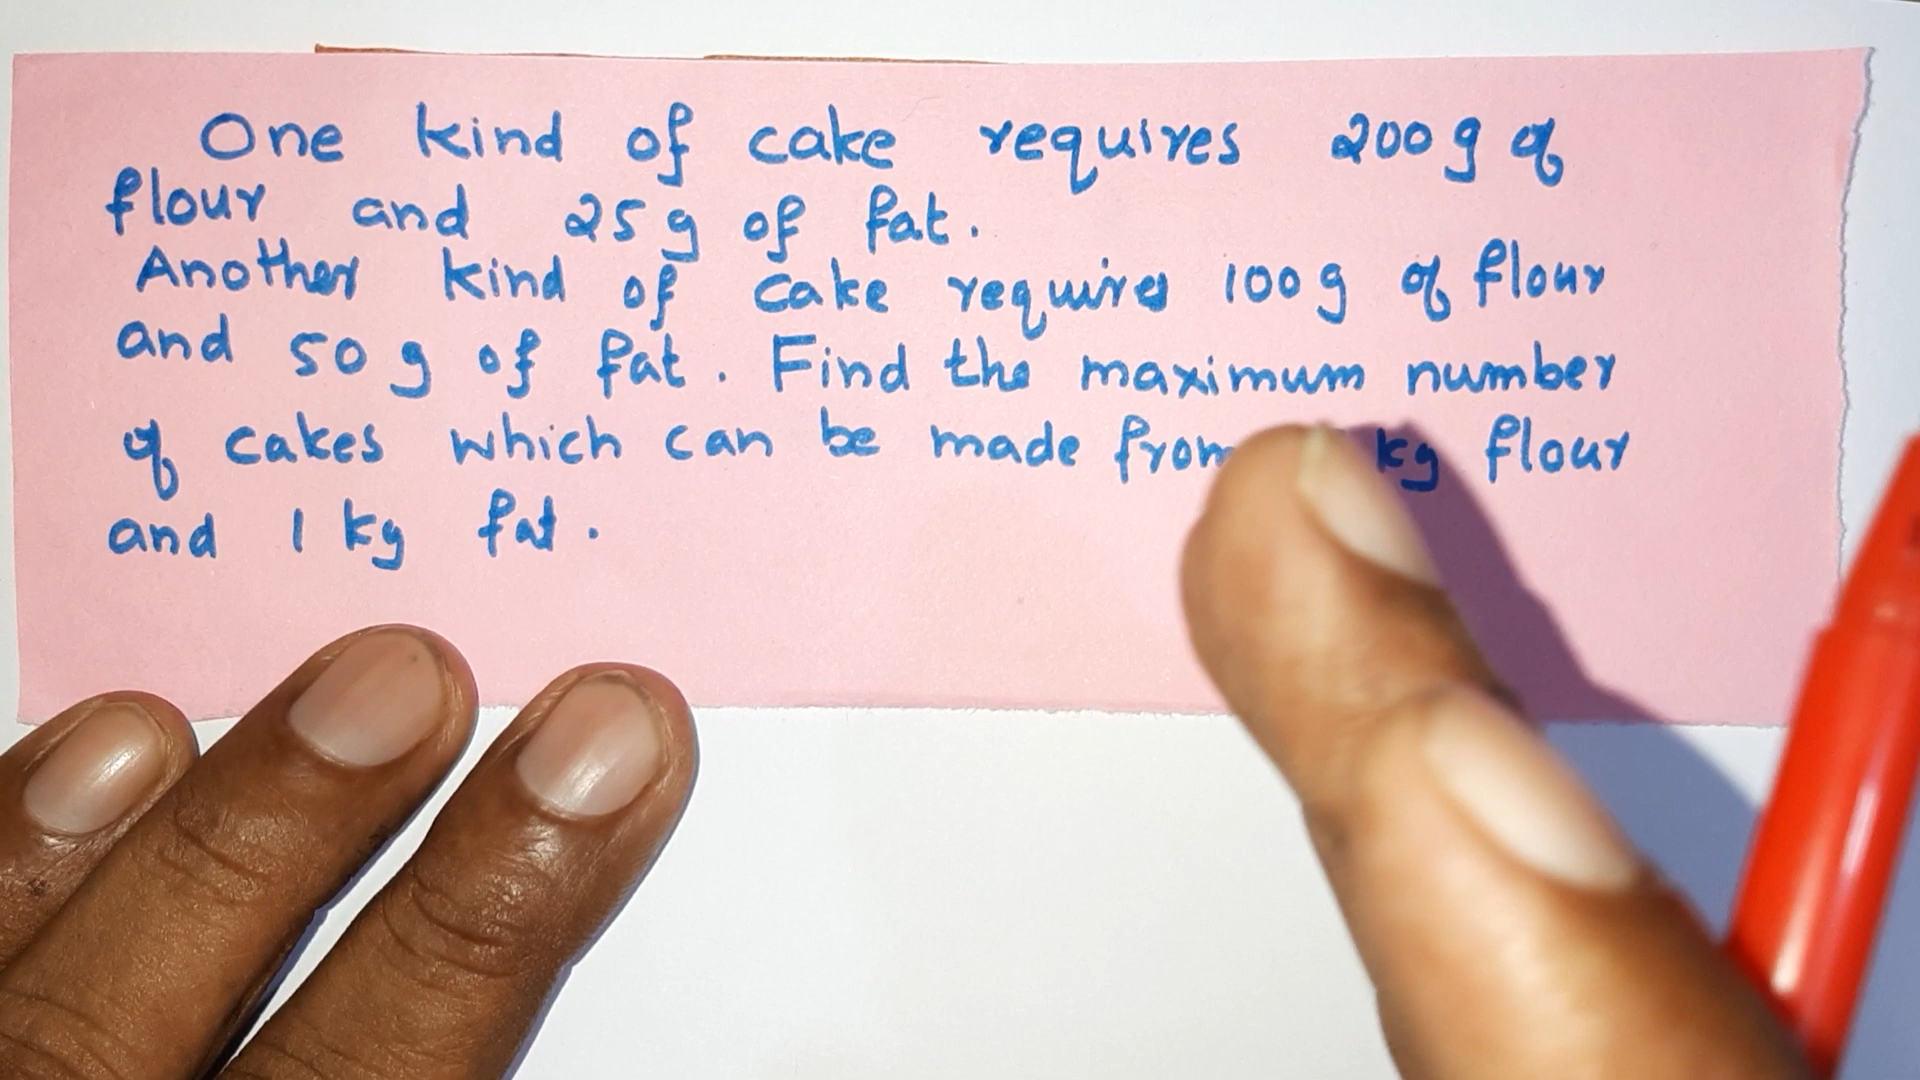 One kind of cake requires 200g of
flour and 25g of fat.
Another kind of cake requires 100g of flour
and 50g of fat. Find the maximum number
of cakes which can be made from kg flour
and 1 kg fat.